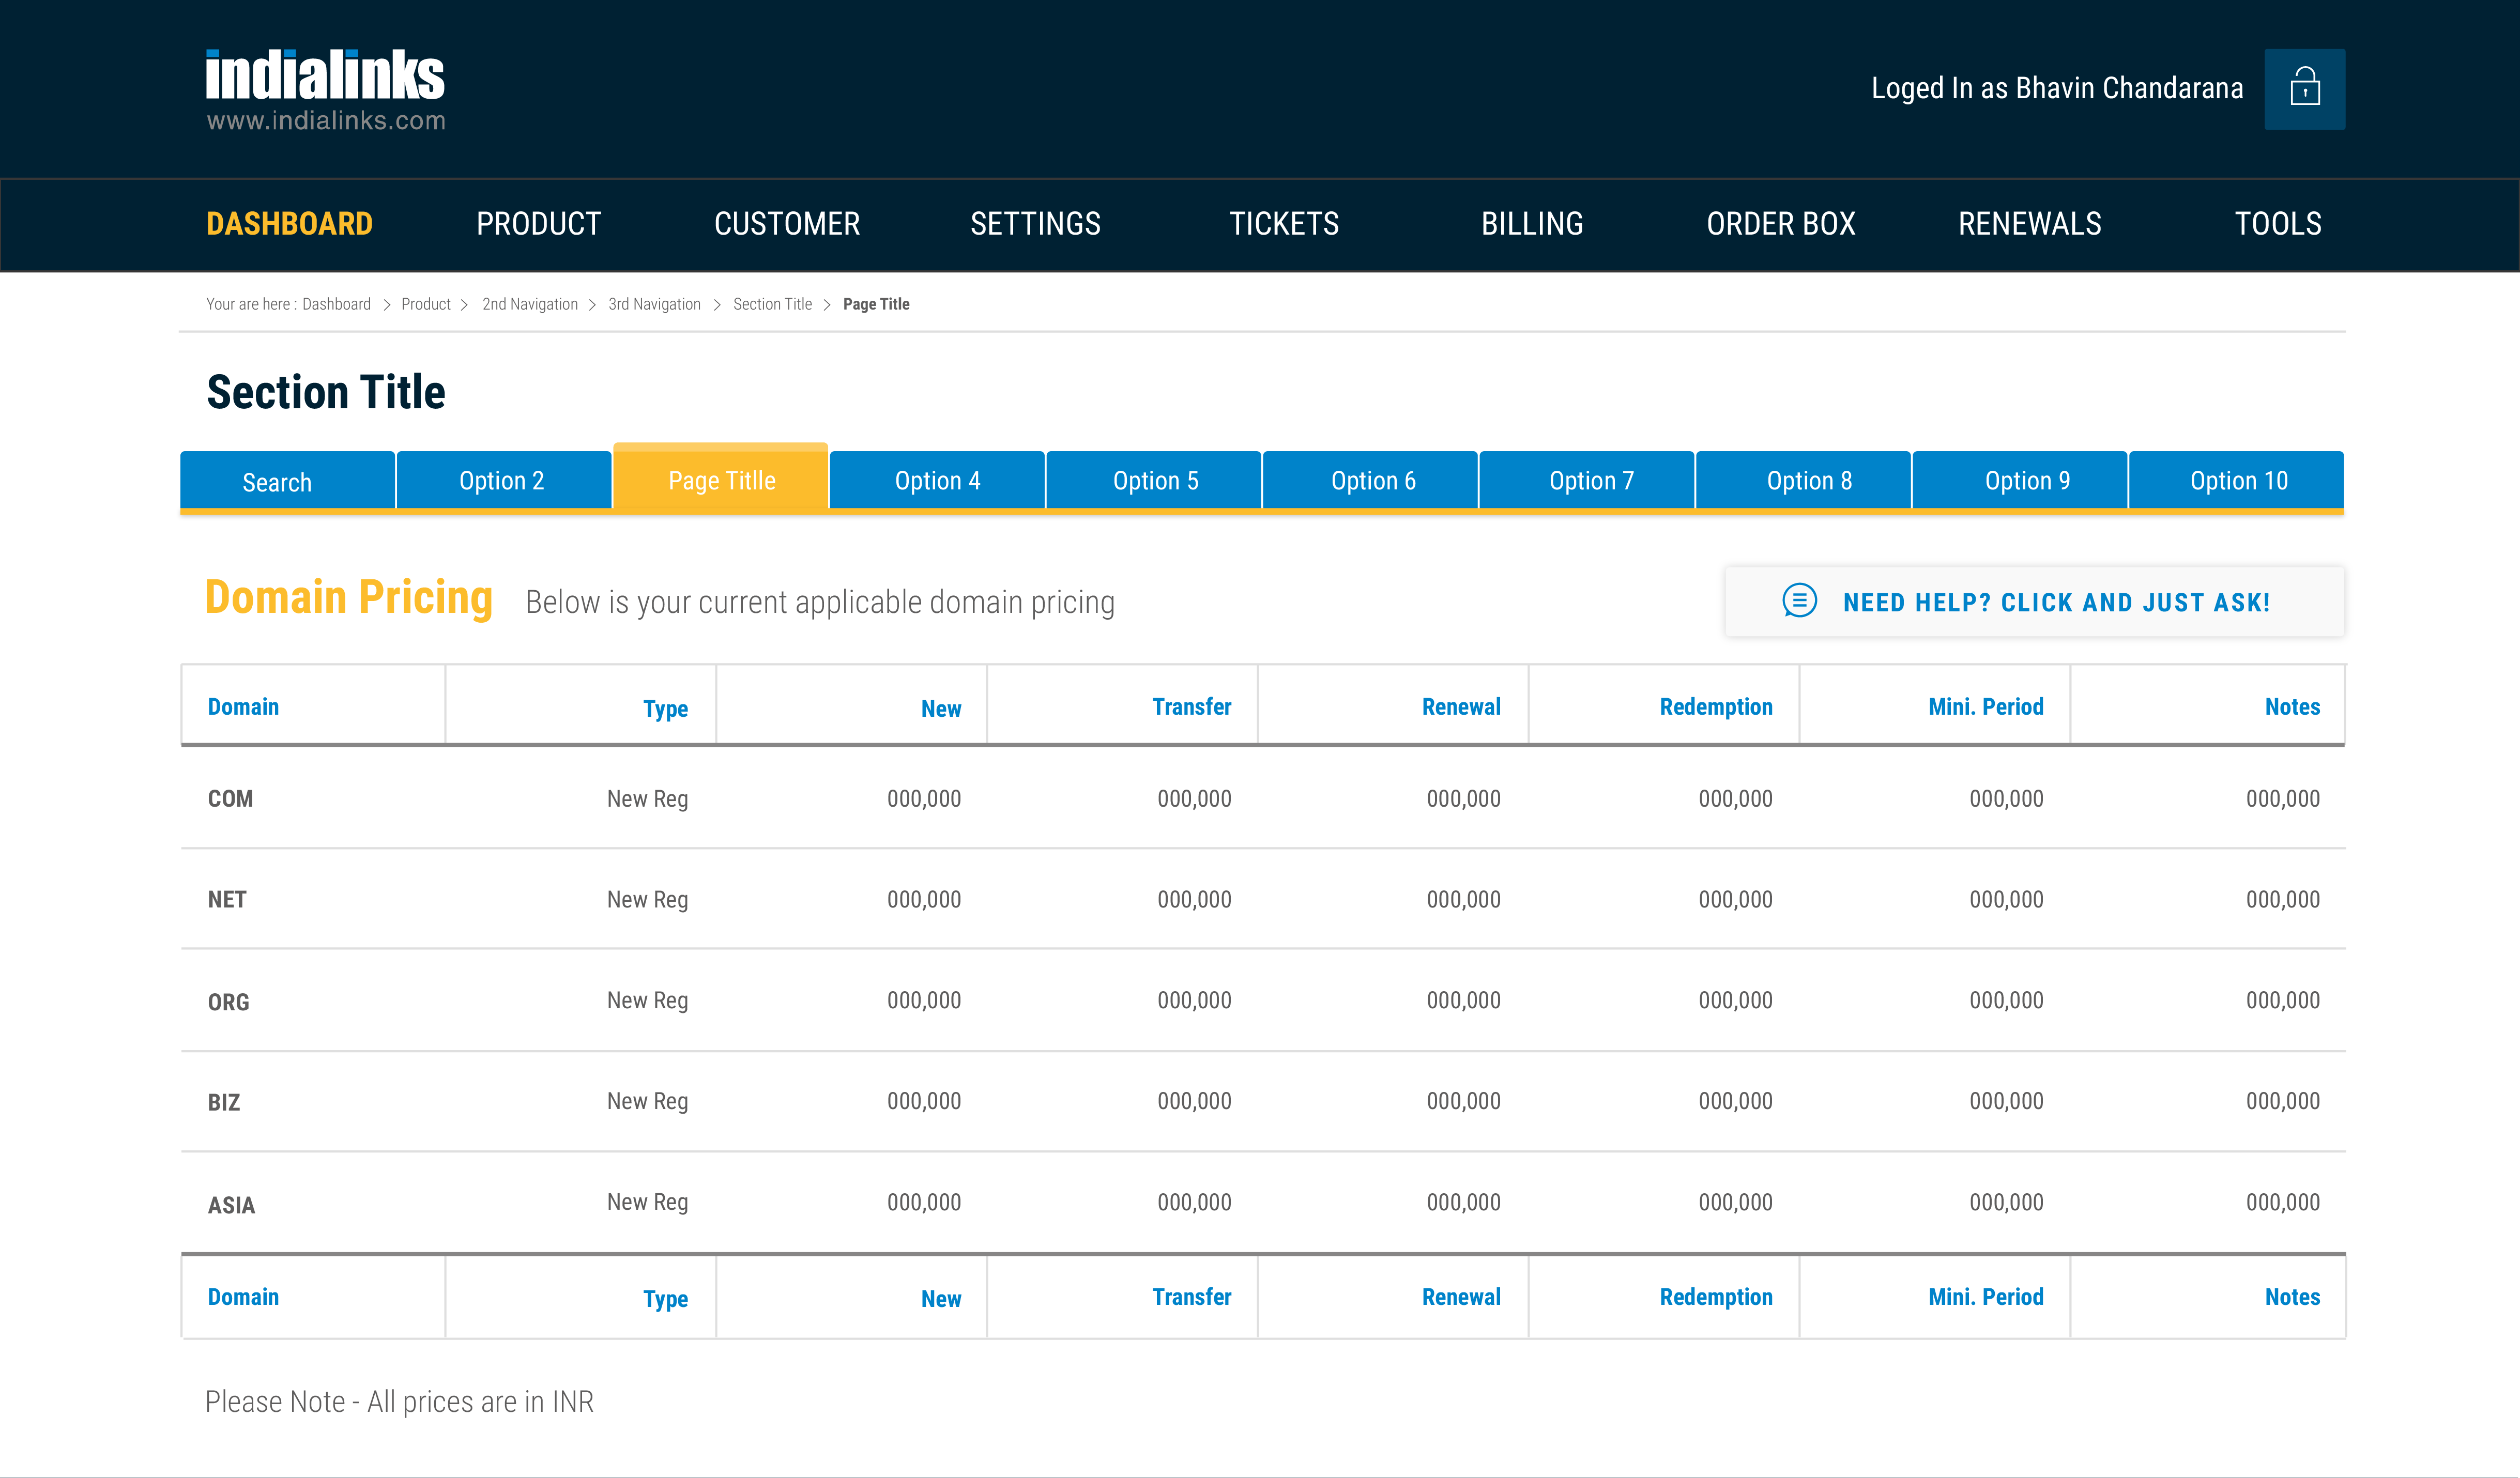 indialinks
www.indialinks.com
Loged In as Bhavin Chandarana
DASHBOARD PRODUCT CUSTOMER SETTINGS TICKETS BILLING ORDER BOX RENEWALS TOOLS
Your are here : Dashboard > Product > 2nd Navigation > 3rd Navigation > Section Title > Page Title
Section Title
Search Option 2 Page Titlle Option 4 Option 5 Option 6 Option 7 Option 8 Option 9 Option 10
Domain Pricing Below is your current applicable domain pricing NEED HELP? CLICK AND JUST ASK!
Domain Type New Transfer Renewal Redemption Mini. Period Notes
COM New Reg 000,000 000,000 000,000 000,000 000,000 000,000
NET New Reg 000,000 000,000 000,000 000,000 000,000 000,000
ORG New Reg 000,000 000,000 000,000 000,000 000,000 000,000
BIZ New Reg 000,000 000,000 000,000 000,000 000,000 000,000
ASIA New Reg 000,000 000,000 000,000 000,000 000,000 000,000
Domain Type New Transfer Renewal Redemption Mini. Period Notes
Please Note - All prices are in INR